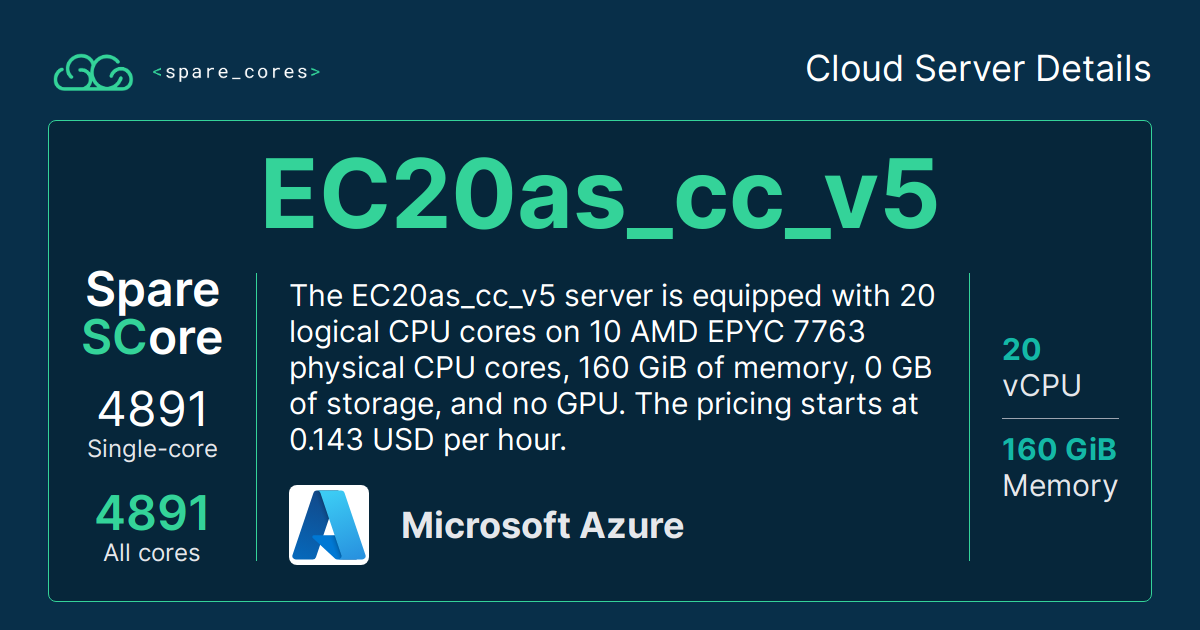 <spare_cores>
Cloud Server Details
EC20as_cc_v5
Spare
SCore
4891
Single-core
4891
All cores
The EC20as_cc_v5 server is equipped with 20
logical CPU cores on 10 AMD EPYC 7763
physical CPU cores, 160 GiB of memory, 0 GB
of storage, and no GPU. The pricing starts at
0.143 USD per hour.
Microsoft Azure
20
vCPU
160 GiB
Memory